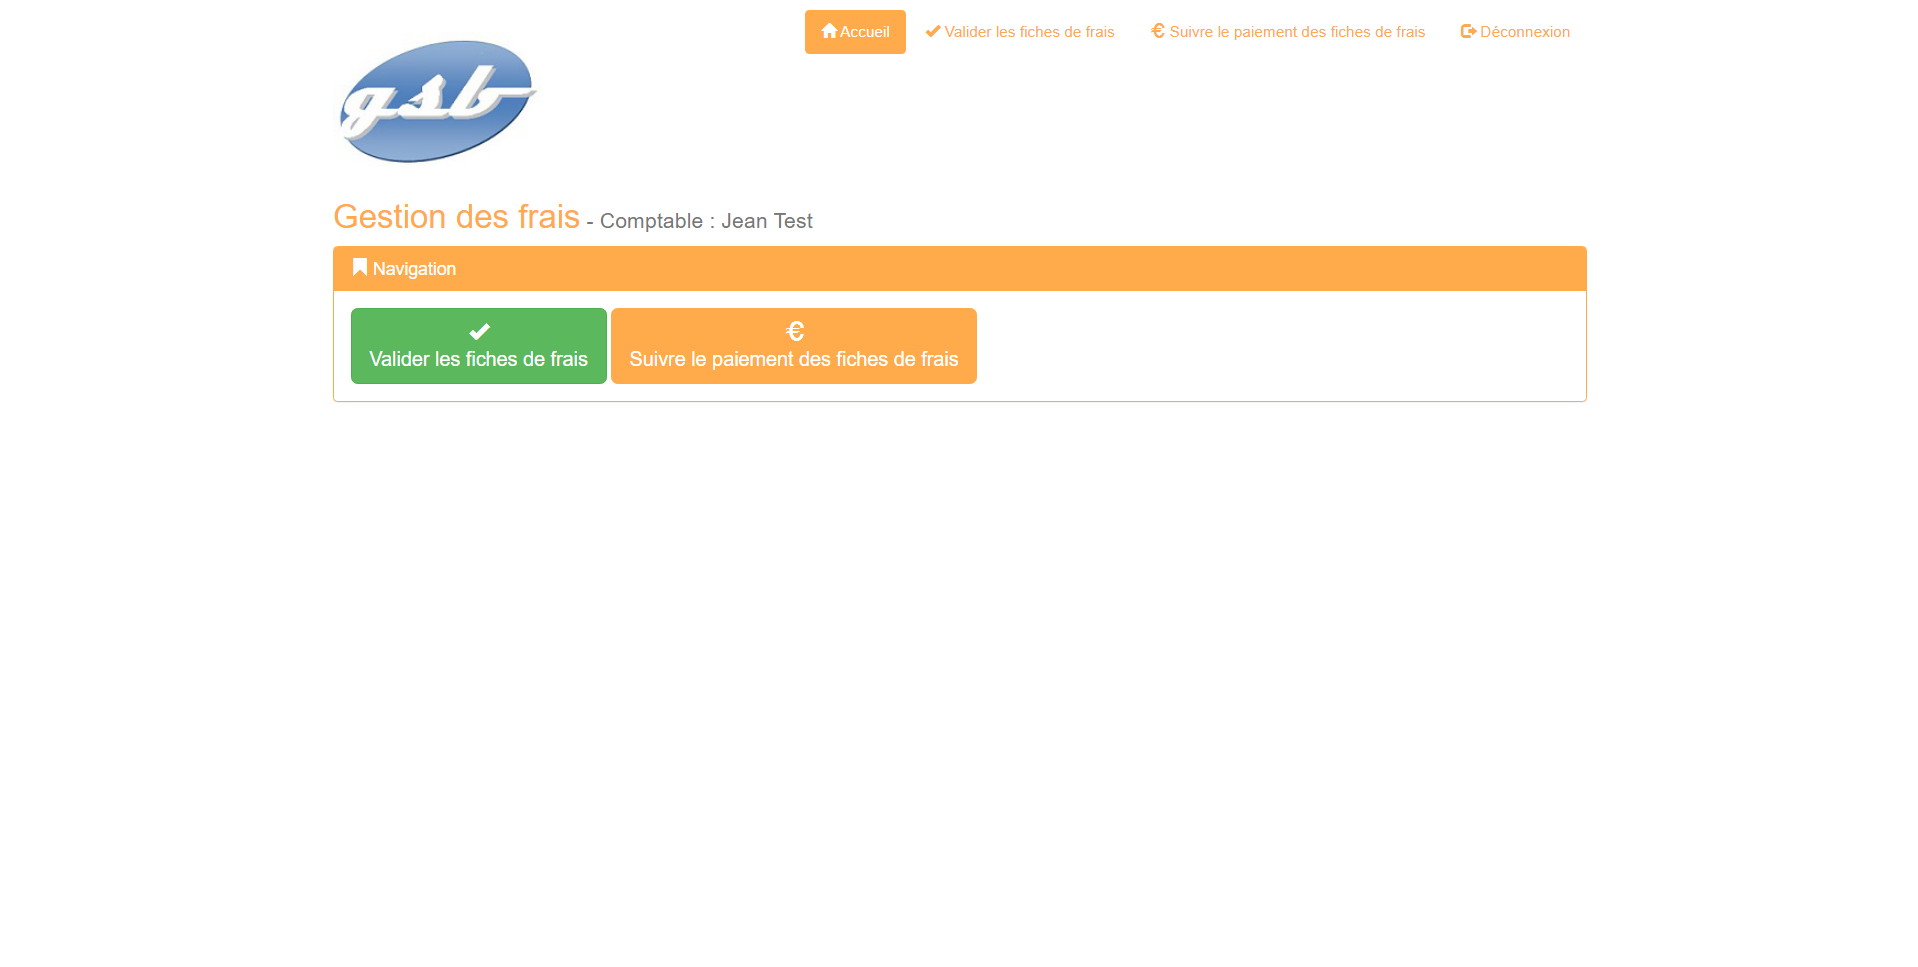 Accueil
Valider les fiches de frais
€ Suivre le paiement des fiches de frais
Déconnexion
gsb
Gestion des frais - Comptable : Jean Test
Navigation
Valider les fiches de frais
€
Suivre le paiement des fiches de frais